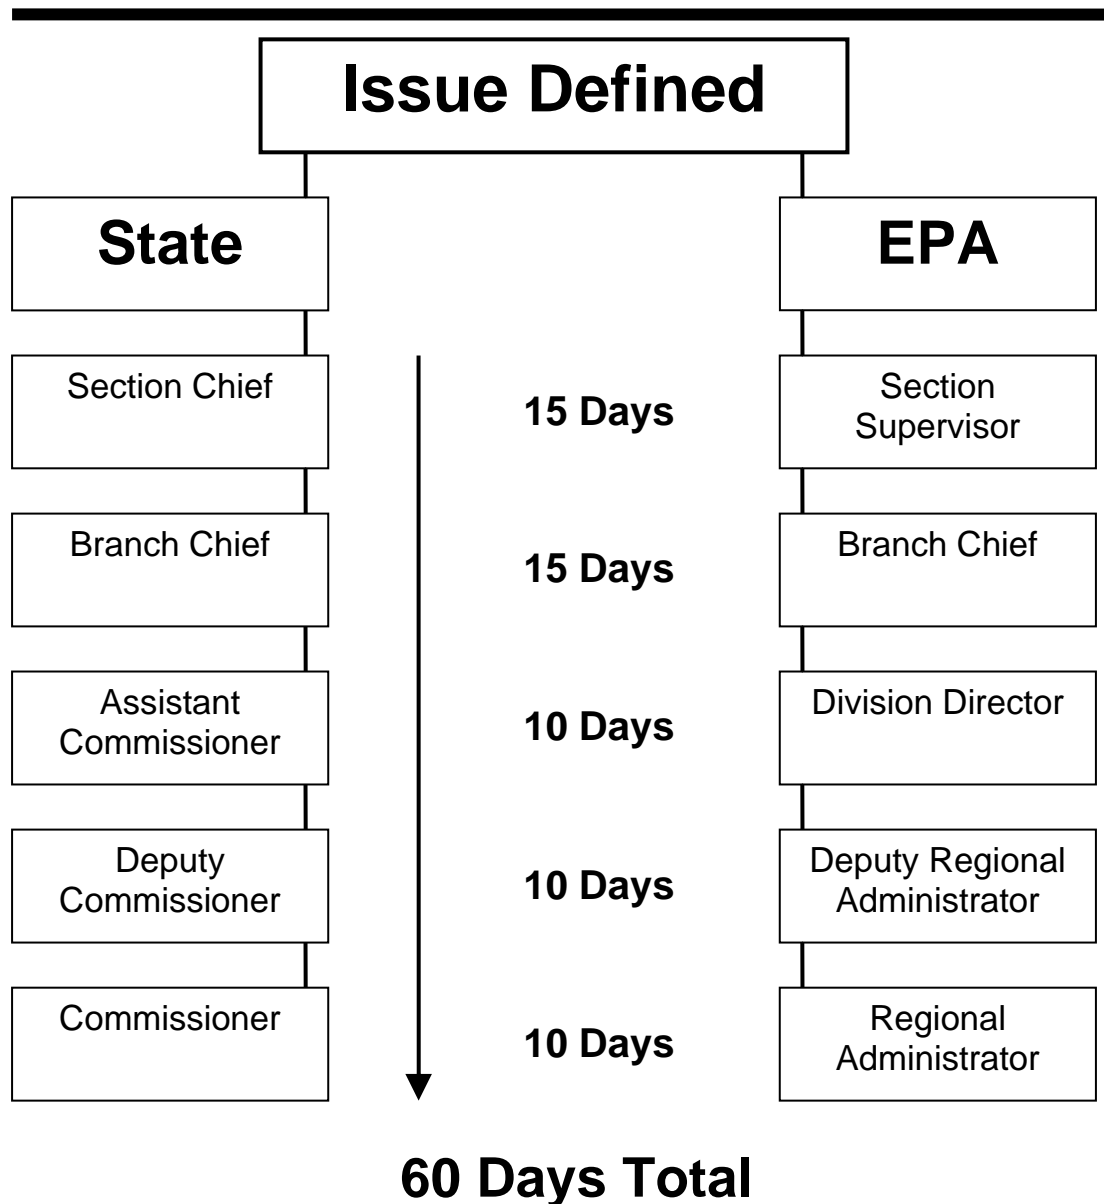 Issue Defined
State
EPA
Section Chief
15 Days
Section
Supervisor
Branch Chief
15 Days
Branch Chief
Assistant
Commissioner
10 Days
Division Director
Deputy
Commissioner
10 Days
Deputy Regional
Administrator
Commissioner
10 Days
Regional
Administrator
60 Days Total